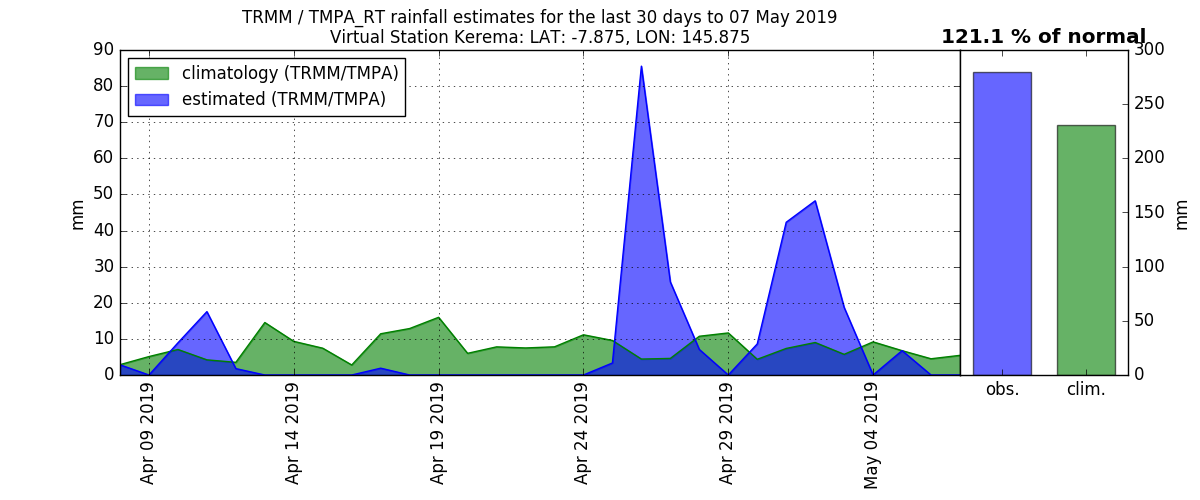 TRMM / TMPA_RT rainfall estimates for the last 30 days to 07 May 2019
Virtual Station Kerema: LAT: -7.875, LON: 145.875
121.1 % of normal
climatology (TRMM/TMPA)
estimated (TRMM/TMPA)
mm
90
80
70
60
50
40
30
20
10
0
Apr 09 2019
Apr 14 2019
Apr 19 2019
Apr 24 2019
Apr 29 2019
May 04 2019
300
250
200
150
100
50
0
mm
obs.
clim.